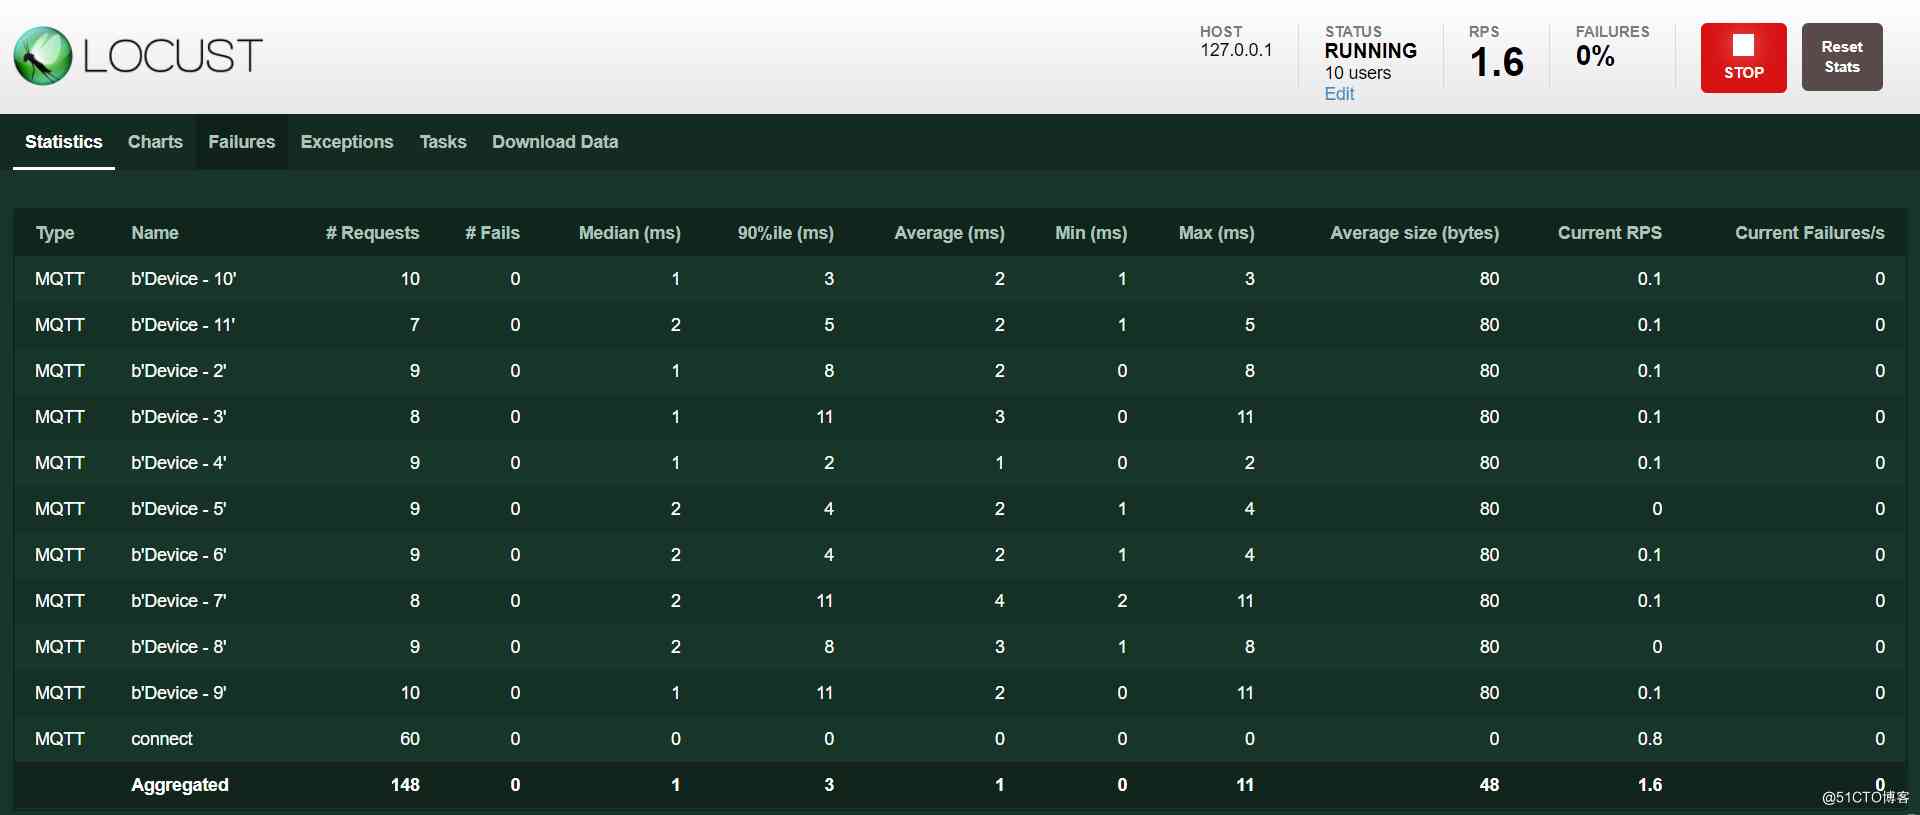 LOCUST
HOST
127.0.0.1
STATUS
RUNNING
10 users
Edit
RPS
1.6
FAILURES
0%
STOP
Reset
Stats
Statistics Charts Failures Exceptions Tasks Download Data
Type Name # Requests # Fails Median (ms) 90%ile (ms) Average (ms) Min (ms) Max (ms) Average size (bytes) Current RPS Current Failures/s
MQTT b'Device - 10' 10 0 1 3 2 1 3 80 0.1 0
MQTT b'Device - 11' 7 0 2 5 2 1 5 80 0.1 0
MQTT b'Device - 2' 9 0 1 8 2 0 8 80 0.1 0
MQTT b'Device - 3' 8 0 1 11 3 0 11 80 0.1 0
MQTT b'Device - 4' 9 0 1 2 1 0 2 80 0.1 0
MQTT b'Device - 5' 9 0 2 4 2 1 4 80 0 0
MQTT b'Device - 6' 9 0 2 4 2 1 4 80 0.1 0
MQTT b'Device - 7' 8 0 2 11 4 2 11 80 0.1 0
MQTT b'Device - 8' 9 0 2 8 3 1 8 80 0 0
MQTT b'Device - 9' 10 0 1 11 2 0 11 80 0.1 0
MQTT connect 60 0 0 0 0 0 0 0 0.8 0
Aggregated 148 0 1 3 1 0 11 48 1.6 0
@51CTO博客